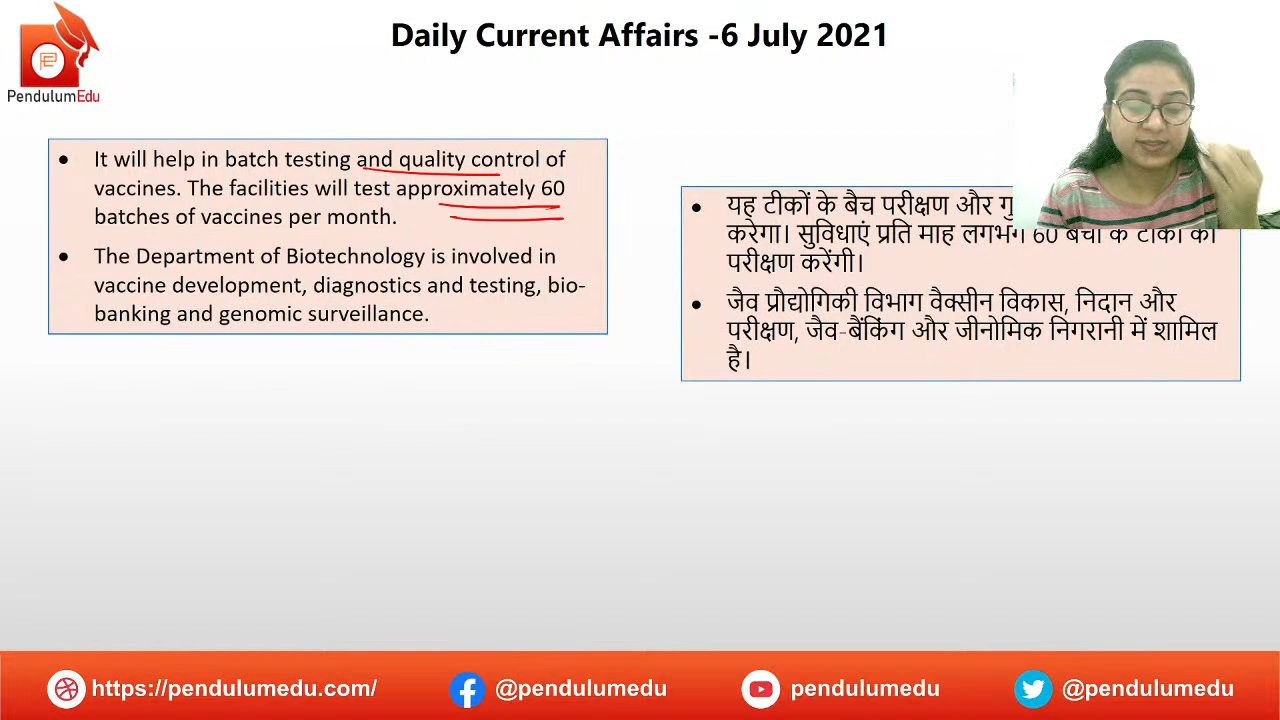 Daily Current Affairs -6 July 2021
PendulumEdu
It will help in batch testing and quality control of
vaccines. The facilities will test approximately 60
batches of vaccines per month.
The Department of Biotechnology is involved in
vaccine development, diagnostics and testing, bio-
banking and genomic surveillance.
यह टीकों के बैच परीक्षण और
करेगा। सुविधाएं प्रति माह लगभग 60 बैचों के टीकों का
परीक्षण करेंगी।
जैव प्रौद्योगिकी विभाग वैक्सीन विकास, निदान और
परीक्षण, जैव-बैंकिंग और जीनोमिक निगरानी में शामिल
है।
https://pendulumedu.com/
@pendulumedu
pendulumedu
@pendulumedu